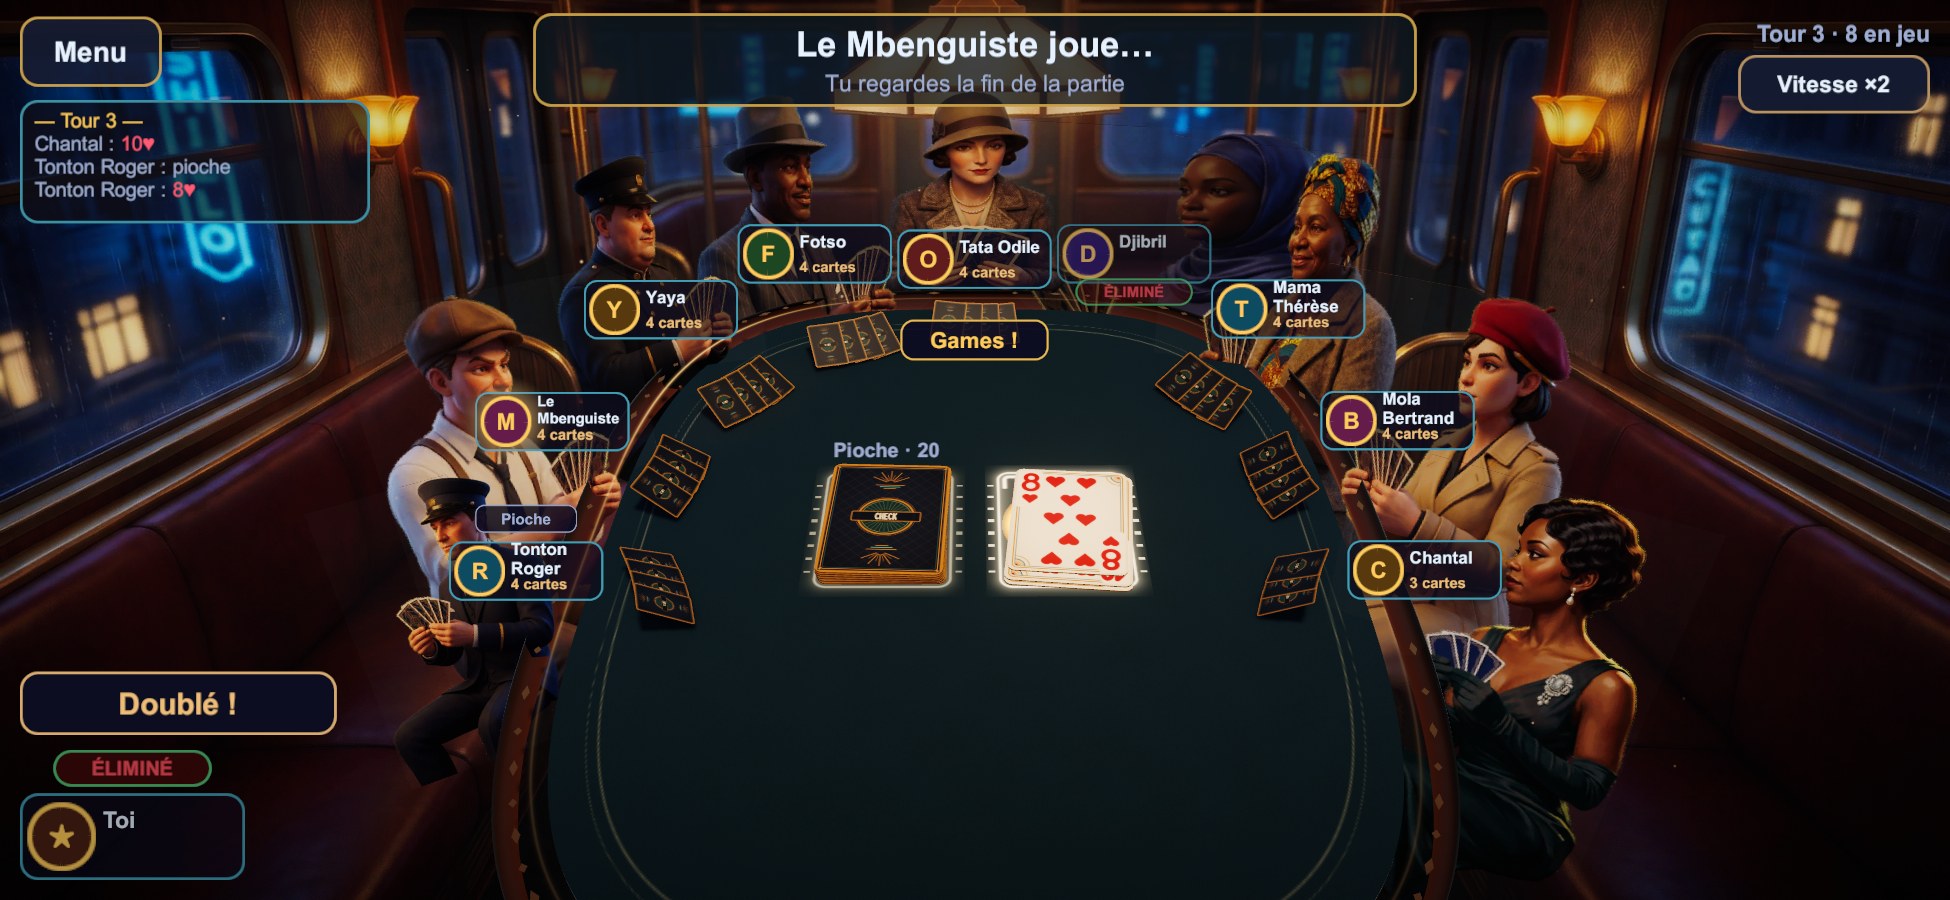 Menu
— Tour 3 —
Chantal : 10♥
Tonton Roger : pioche
Tonton Roger : 8♥
Le Mbenguiste joue…
Tu regardes la fin de la partie
Tour 3 · 8 en jeu
Vitesse ×2
F
Fotso
4 cartes
O
Tata Odile
4 cartes
D
Djibril
ÉLIMINÉ
Y
Yaya
4 cartes
T
Mama
Thérèse
4 cartes
Games !
M
Le
Mbenguiste
4 cartes
B
Mola
Bertrand
4 cartes
Pioche · 20
CHECK
8
8
Pioche
R
Tonton
Roger
4 cartes
C
Chantal
3 cartes
Doublé !
ÉLIMINÉ
Toi